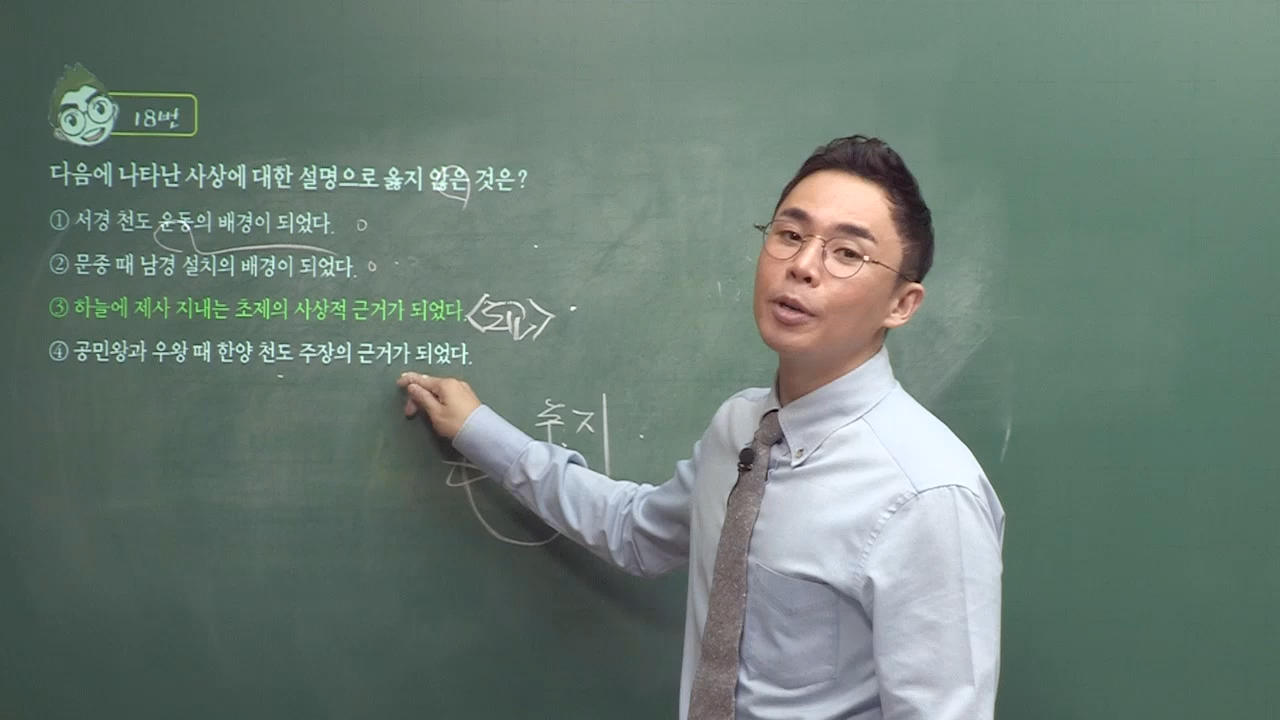 18번
다음에 나타난 사상에 대한 설명으로 옳지 않은 것은?
① 서경 천도 운동의 배경이 되었다.
② 문종 때 남경 설치의 배경이 되었다.
③ 하늘에 제사 지내는 초제의 사상적 근거가 되었다. <도교>
④ 공민왕과 우왕 때 한양 천도 주장의 근거가 되었다.